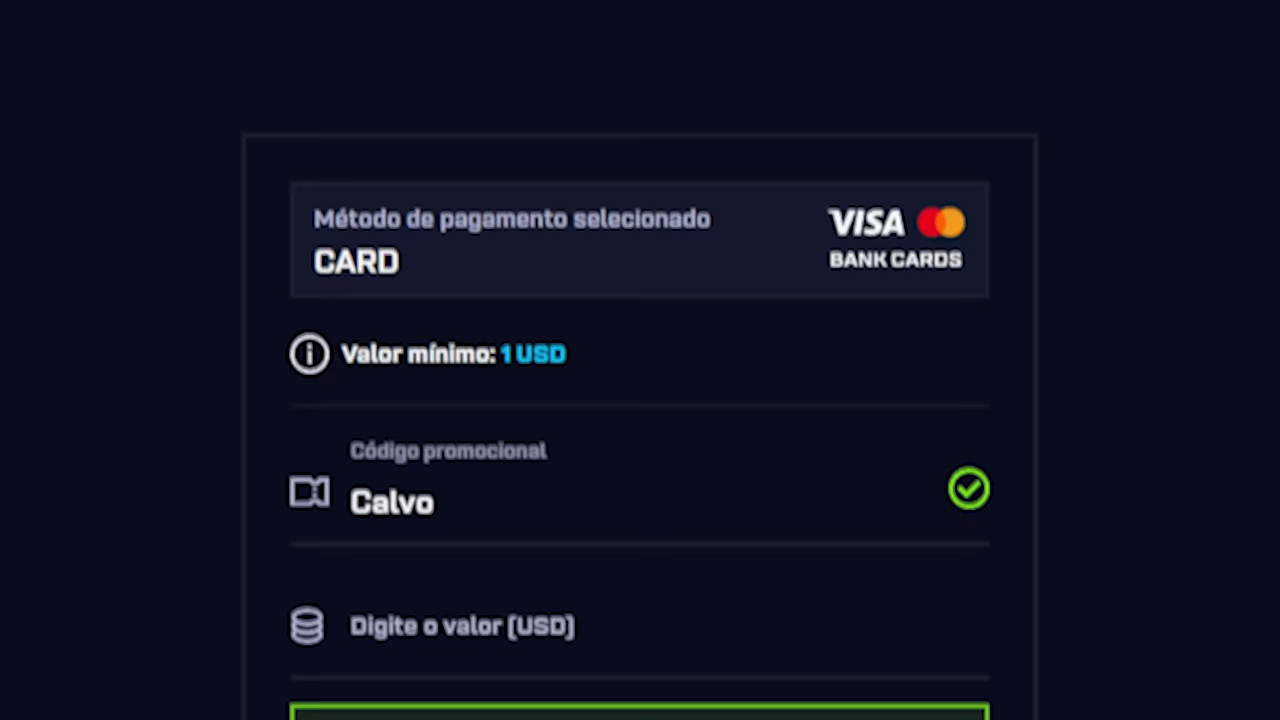 Método de pagamento selecionado
CARD
VISA
BANK CARDS
Valor mínimo: 1 USD
Código promocional
Calvo
Digite o valor (USD)